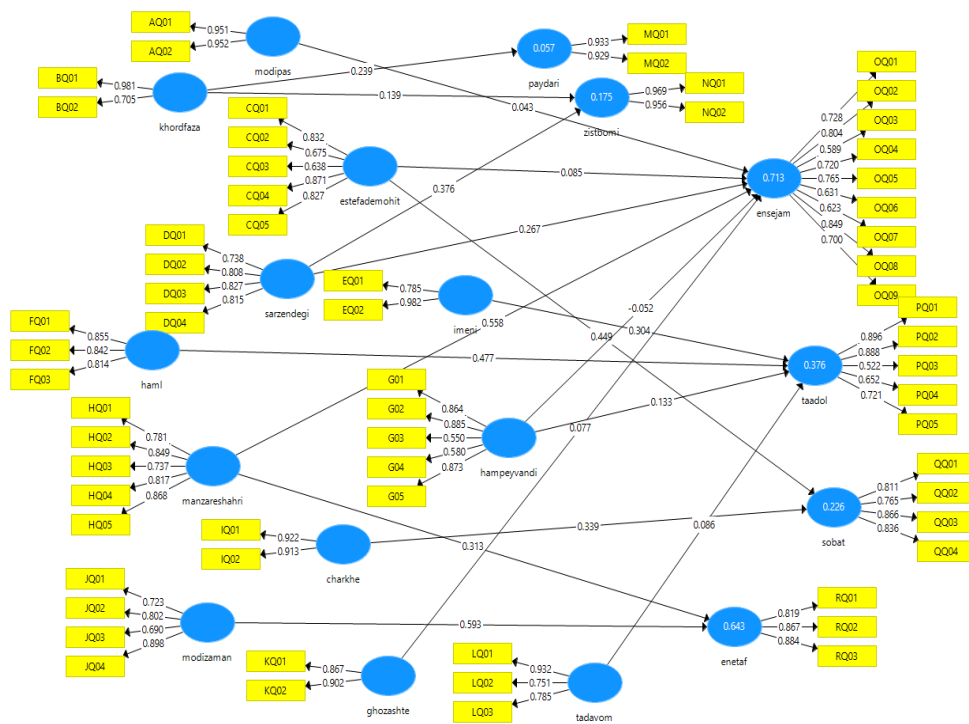 AQ01
AQ02
0.951
0.952
modipas
BQ01
BQ02
0.981
0.705
khordfaza
0.239
0.139
0.057
paydari
0.933
0.929
MQ01
MQ02
0.175
zistbomi
0.969
0.956
NQ01
NQ02
CQ01
CQ02
CQ03
CQ04
CQ05
0.832
0.675
0.638
0.871
0.827
estefademohit
0.043
0.085
0.376
0.267
0.713
ensejam
0.728
0.804
0.589
0.720
0.765
0.631
0.623
0.849
0.700
OQ01
OQ02
OQ03
OQ04
OQ05
OQ06
OQ07
OQ08
OQ09
DQ01
DQ02
DQ03
DQ04
0.738
0.808
0.827
0.815
sarzendegi
EQ01
EQ02
0.785
0.982
imeni
-0.052
0.304
0.449
0.558
FQ01
FQ02
FQ03
0.855
0.842
0.814
haml
0.477
0.376
taadol
0.896
0.888
0.522
0.652
0.721
PQ01
PQ02
PQ03
PQ04
PQ05
G01
G02
G03
G04
G05
0.864
0.885
0.550
0.580
0.873
hampeyvandi
0.133
0.077
HQ01
HQ02
HQ03
HQ04
HQ05
0.781
0.849
0.737
0.817
0.868
manzareshahri
0.313
IQ01
IQ02
0.922
0.913
charkhe
0.339
0.086
0.226
sobat
0.811
0.765
0.866
0.836
QQ01
QQ02
QQ03
QQ04
JQ01
JQ02
JQ03
JQ04
0.723
0.802
0.690
0.898
modizaman
0.593
0.643
enetaf
0.819
0.867
0.884
RQ01
RQ02
RQ03
KQ01
KQ02
0.867
0.902
ghozashte
LQ01
LQ02
LQ03
0.932
0.751
0.785
tadavom